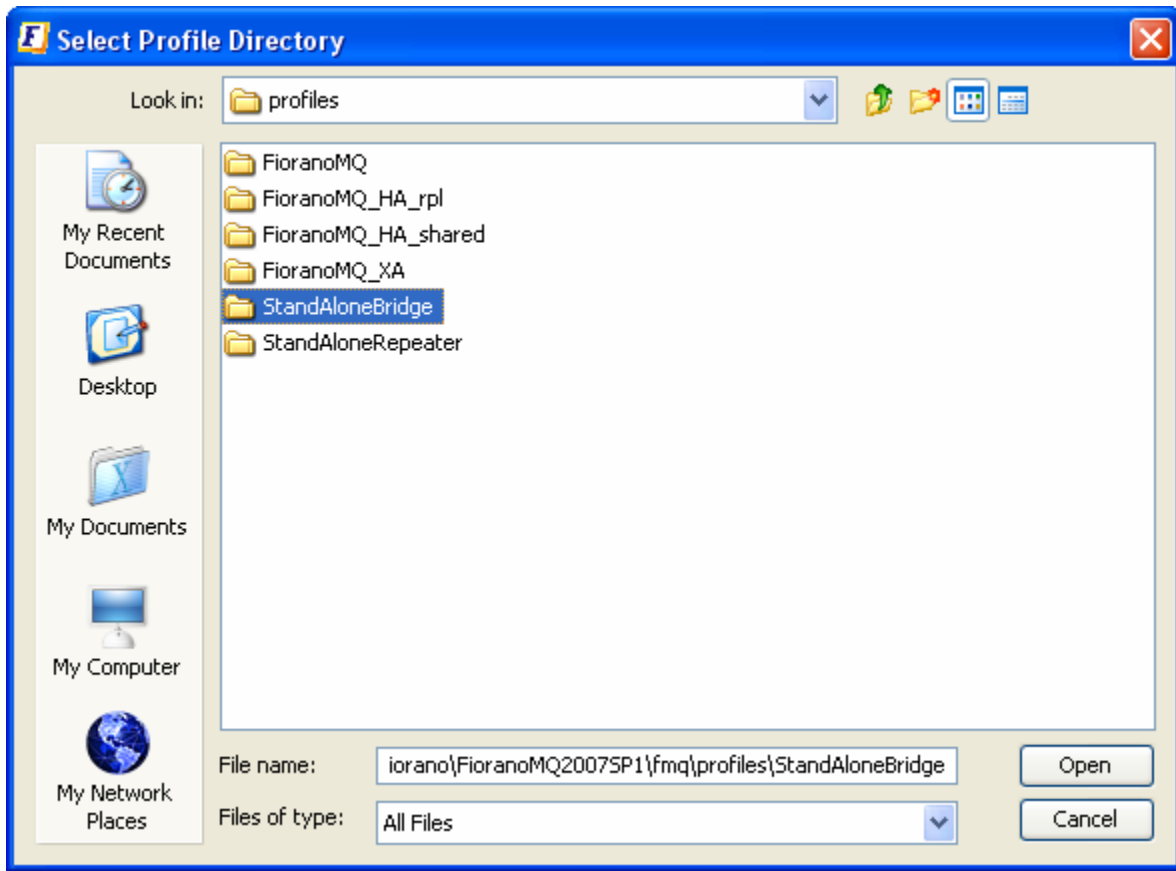 Select Profile Directory
Look in:
profiles
FioranoMQ
FioranoMQ_HA_rpl
FioranoMQ_HA_shared
FioranoMQ_XA
StandAloneBridge
StandAloneRepeater
My Recent
Documents
Desktop
My Documents
My Computer
My Network
Places
File name:
iorano\FioranoMQ2007SP1\fmq\profiles\StandAloneBridge
Open
Files of type:
All Files
Cancel